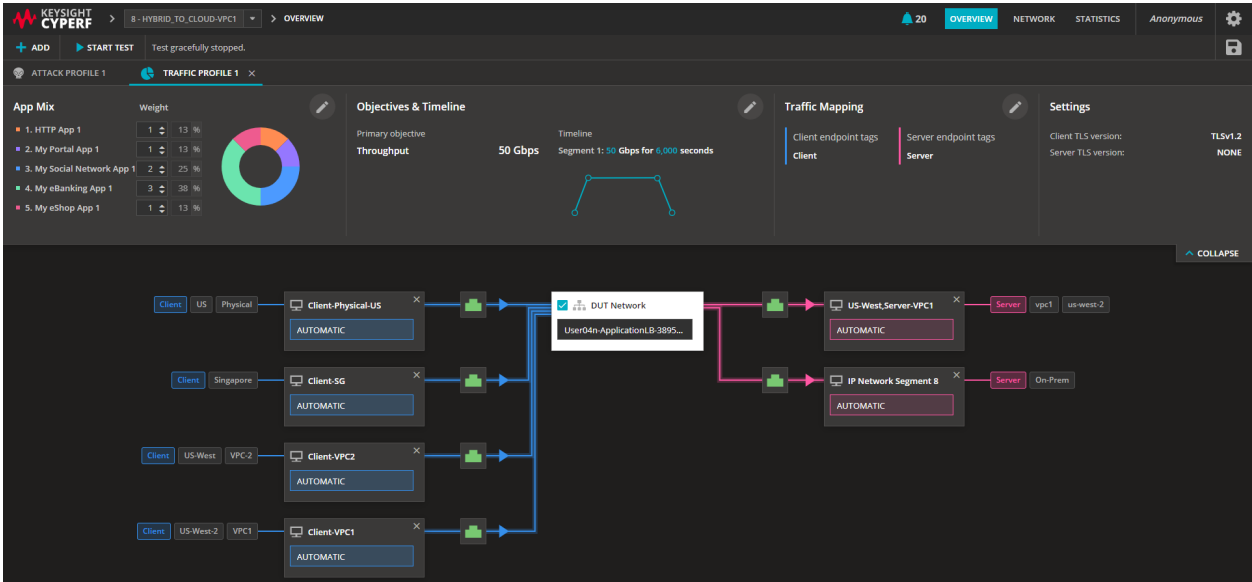 KEYSIGHT
CYPERF
> 8 - HYBRID_TO_CLOUD-VPC1 > OVERVIEW
20 OVERVIEW NETWORK STATISTICS Anonymous
+ ADD START TEST Test gracefully stopped.
ATTACK PROFILE 1 TRAFFIC PROFILE 1 ×
App Mix Weight
1. HTTP App 1 1 13 %
2. My Portal App 1 1 13 %
3. My Social Network App 1 2 25 %
4. My eBanking App 1 3 38 %
5. My eShop App 1 1 13 %
Objectives & Timeline
Primary objective
Throughput 50 Gbps
Timeline
Segment 1: 50 Gbps for 6,000 seconds
Traffic Mapping
Client endpoint tags
Client
Server endpoint tags
Server
Settings
Client TLS version: TLSv1.2
Server TLS version: NONE
COLLAPSE
Client US Physical
Client-Physical-US
AUTOMATIC
Client Singapore
Client-SG
AUTOMATIC
Client US-West VPC-2
Client-VPC2
AUTOMATIC
Client US-West-2 VPC1
Client-VPC1
AUTOMATIC
DUT Network
User04n-ApplicationLB-3895...
US-West,Server-VPC1
AUTOMATIC
Server vpc1 us-west-2
IP Network Segment 8
AUTOMATIC
Server On-Prem